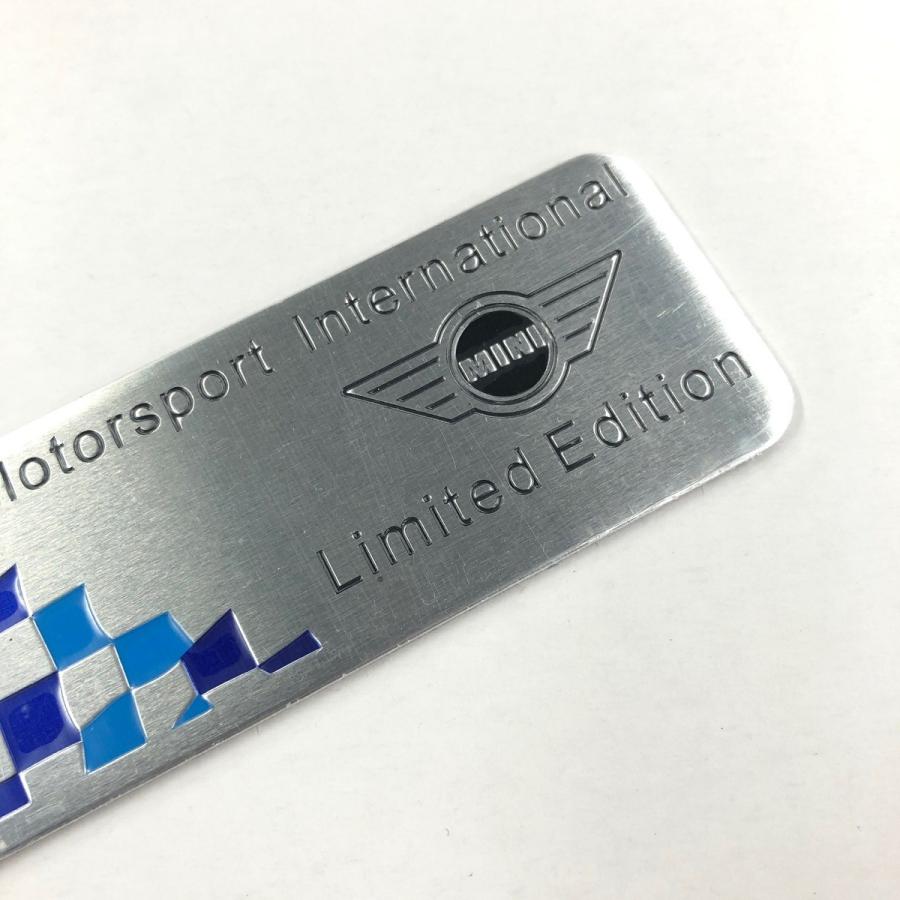 Motorsport International
MINI
Limited Edition